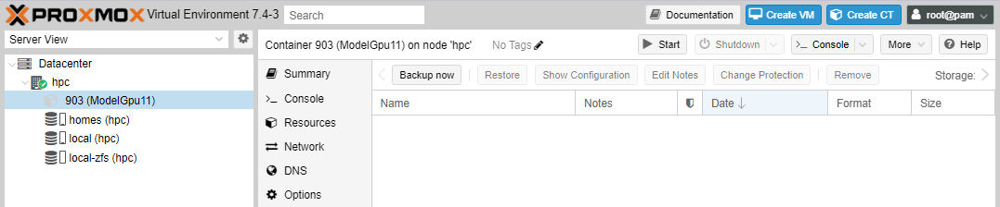 PROXMOX Virtual Environment 7.4-3 Search Documentation Create VM Create CT root@pam
Server View
Container 903 (ModelGpu11) on node 'hpc' No Tags Start Shutdown Console More Help
Datacenter
hpc
903 (ModelGpu11)
homes (hpc)
local (hpc)
local-zfs (hpc)
Summary
Console
Resources
Network
DNS
Options
Backup now Restore Show Configuration Edit Notes Change Protection Remove Storage:
Name Notes Date Format Size